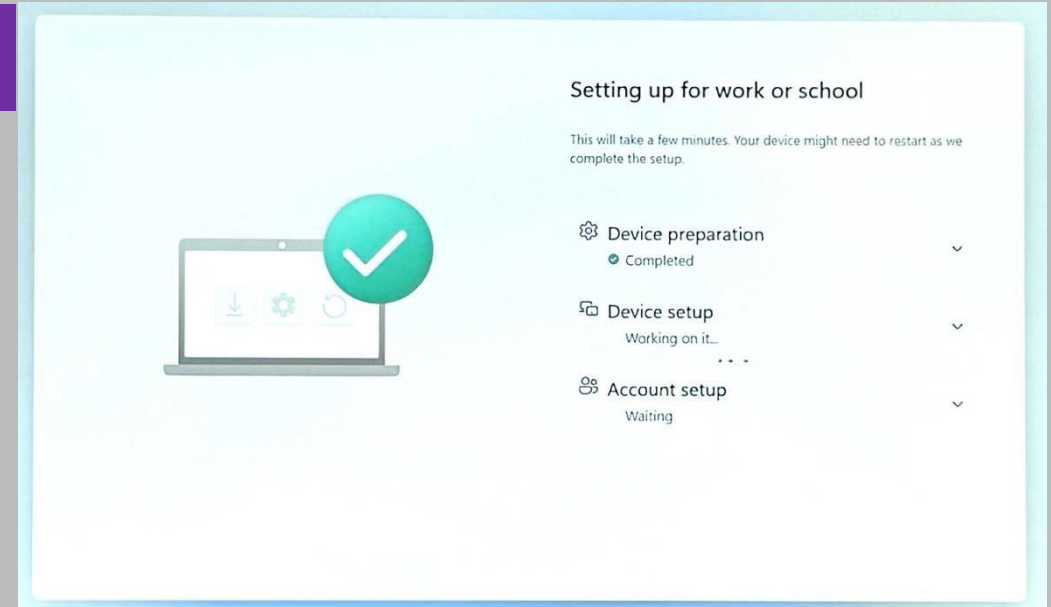 Setting up for work or school
This will take a few minutes. Your device might need to restart as we
complete the setup.
Device preparation
Completed
Device setup
Working on it...
Account setup
Waiting